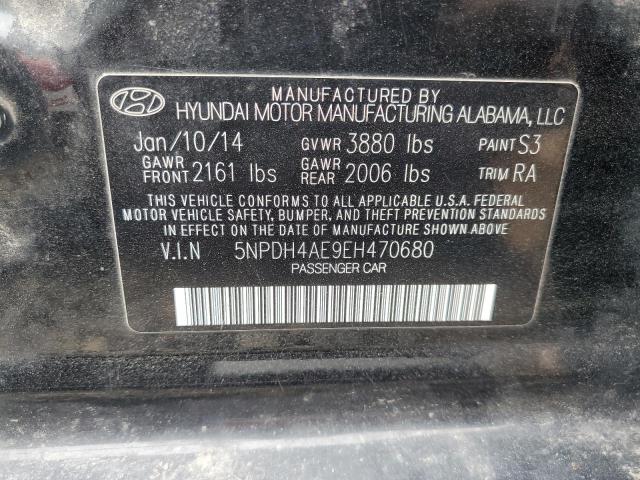 MANUFACTURED BY
HYUNDAI MOTOR MANUFACTURING ALABAMA, LLC
Jan/10/14 GVWR 3880 lbs PAINT S3
GAWR FRONT 2161 lbs GAWR REAR 2006 lbs TRIM RA
THIS VEHICLE CONFORMS TO ALL APPLICABLE U.S.A. FEDERAL
MOTOR VEHICLE SAFETY, BUMPER, AND THEFT PREVENTION STANDARDS
IN EFFECT ON THE DATE OF MANUFACTURE SHOWN ABOVE
V.I.N 5NPDH4AE9EH470680
PASSENGER CAR